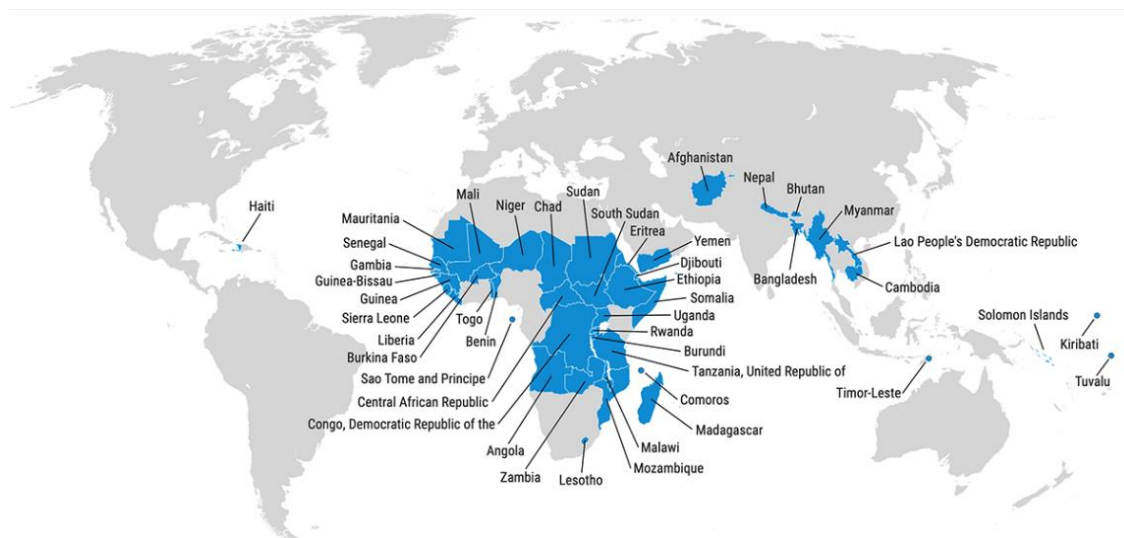 Afghanistan
Nepal
Bhutan
Sudan
Mali
Niger
Chad
Haiti
South Sudan
Myanmar
Mauritania
Eritrea
Senegal
Yemen
Lao People's Democratic Republic
Gambia
Djibouti
Guinea-Bissau
Ethiopia
Bangladesh
Cambodia
Guinea
Somalia
Sierra Leone
Togo
Uganda
Solomon Islands
Liberia
Rwanda
Benin
Kiribati
Burkina Faso
Burundi
Sao Tome and Principe
Tanzania, United Republic of
Tuvalu
Comoros
Timor-Leste
Central African Republic
Congo, Democratic Republic of the
Madagascar
Angola
Malawi
Mozambique
Zambia
Lesotho